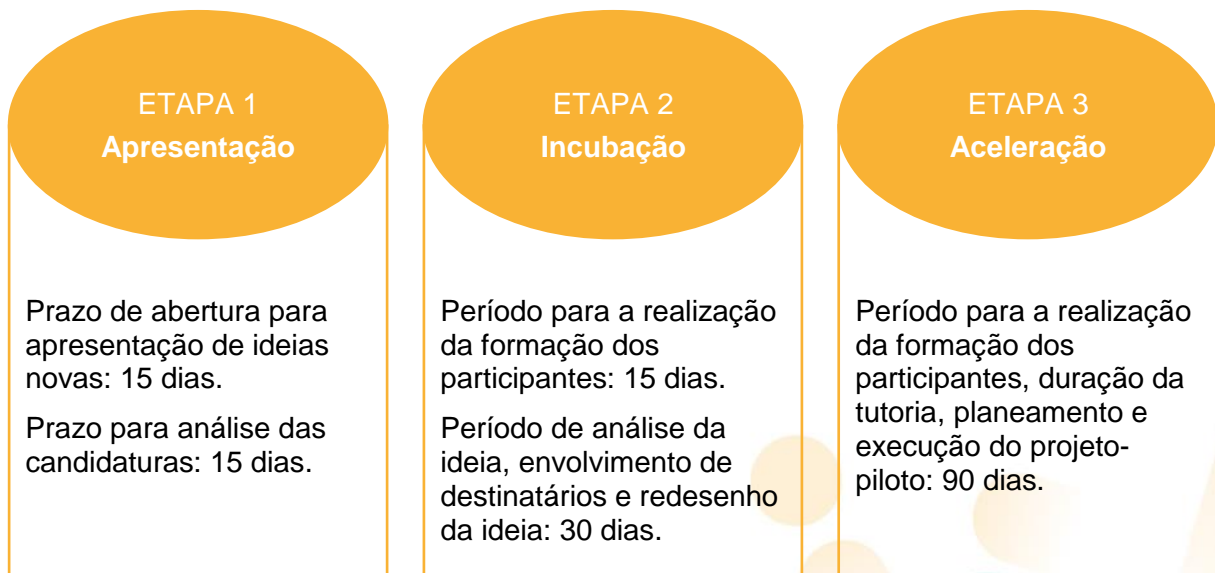 ETAPA 1
Apresentação
Prazo de abertura para
apresentação de ideias
novas: 15 dias.
Prazo para análise das
candidaturas: 15 dias.
ETAPA 2
Incubação
Período para a realização
da formação dos
participantes: 15 dias.
Período de análise da
ideia, envolvimento de
destinatários e redesenho
da ideia: 30 dias.
ETAPA 3
Aceleração
Período para a realização
da formação dos
participantes, duração da
tutoria, planeamento e
execução do projeto-
piloto: 90 dias.